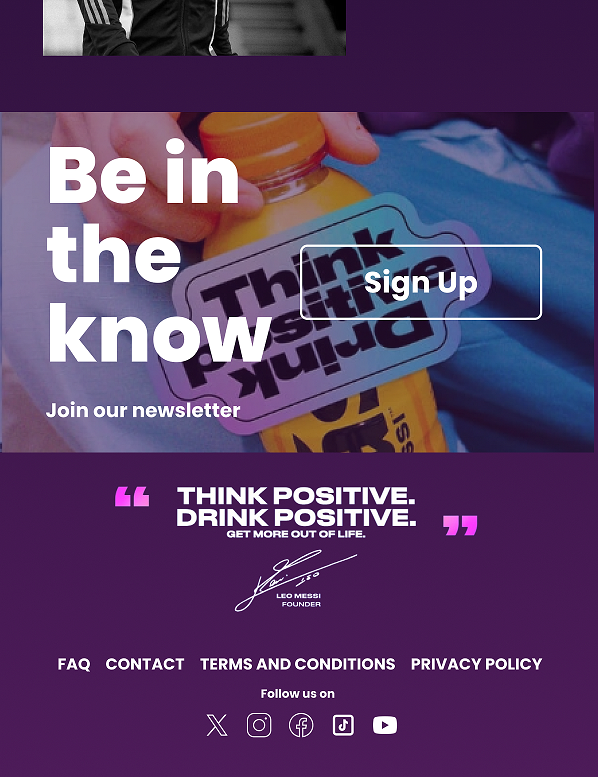 Be in
the
know
Sign Up
Join our newsletter
Think
Positive
Drink
THINK POSITIVE.
DRINK POSITIVE.
GET MORE OUT OF LIFE.
LEO MESSI
FOUNDER
FAQ CONTACT TERMS AND CONDITIONS PRIVACY POLICY
Follow us on